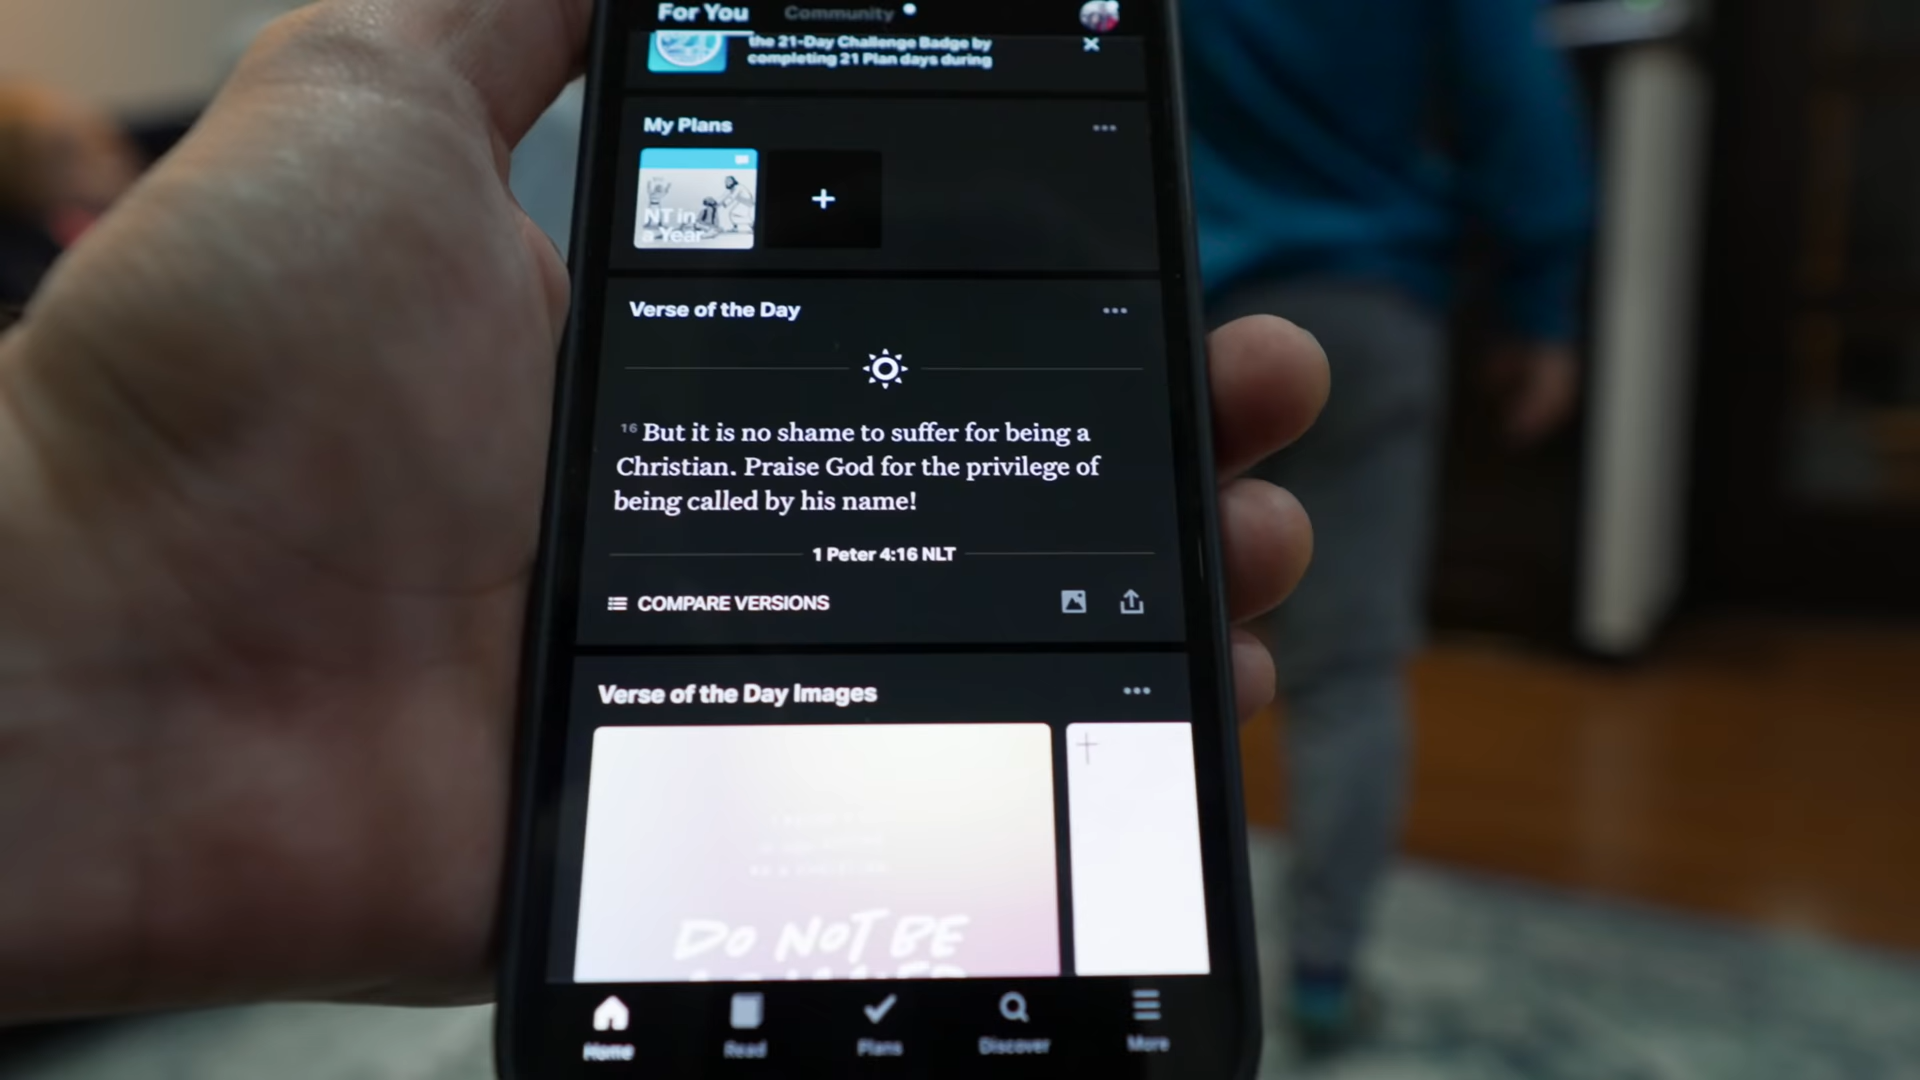 For You Community
the 21-Day Challenge Badge by
completing 21 Plan days during
My Plans
NT in
a Year
Verse of the Day
16 But it is no shame to suffer for being a
Christian. Praise God for the privilege of
being called by his name!
1 Peter 4:16 NLT
COMPARE VERSIONS
Verse of the Day Images
DO NOT BE
Home Read Plans Discover More